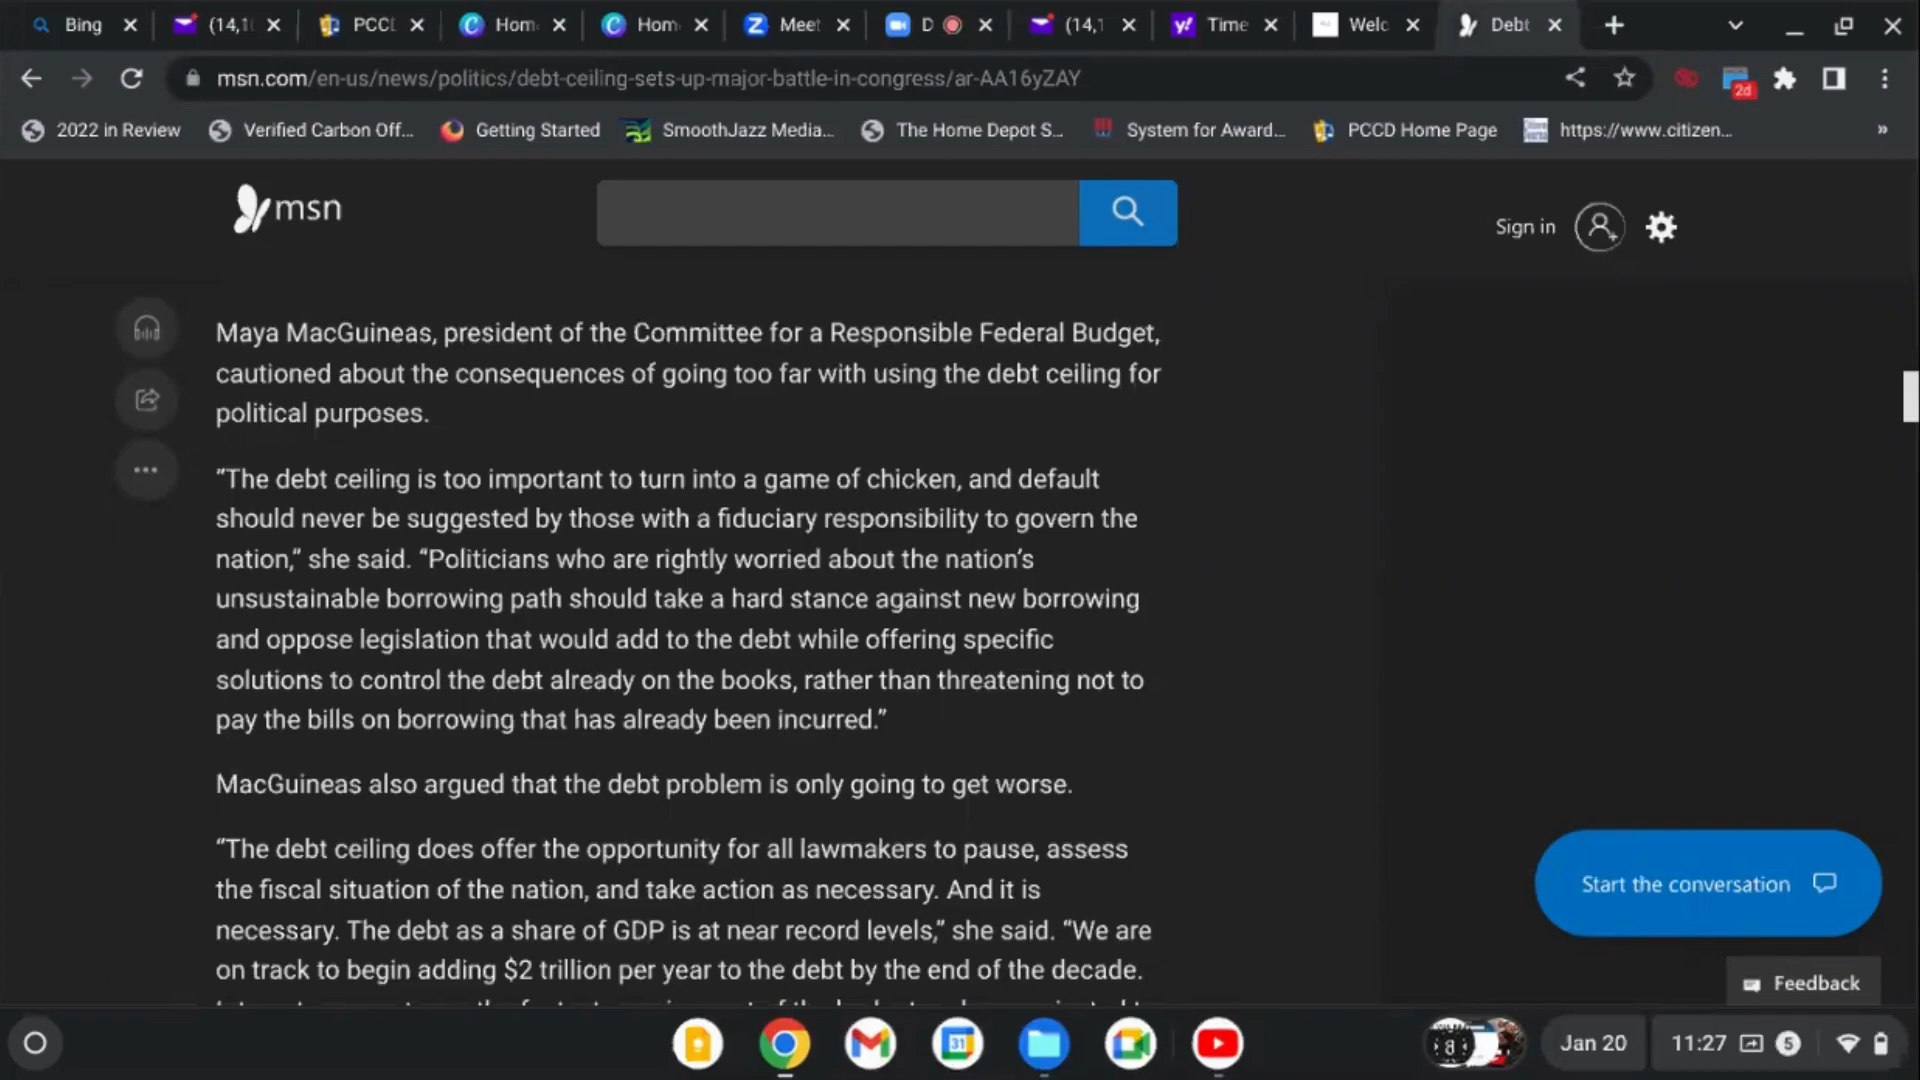 Bing
(14,1
PCCD
Hom
Hom
Meet
D
(14,1
Time
Welc
Debt
msn.com/en-us/news/politics/debt-ceiling-sets-up-major-battle-in-congress/ar-AA16yZAY
2d
2022 in Review
Verified Carbon Off...
Getting Started
SmoothJazz Media...
The Home Depot S...
System for Award...
PCCD Home Page
https://www.citizen...
»
msn
Sign in
Maya MacGuineas, president of the Committee for a Responsible Federal Budget,
cautioned about the consequences of going too far with using the debt ceiling for
political purposes.
“The debt ceiling is too important to turn into a game of chicken, and default
should never be suggested by those with a fiduciary responsibility to govern the
nation,“ she said. “Politicians who are rightly worried about the nation’s
unsustainable borrowing path should take a hard stance against new borrowing
and oppose legislation that would add to the debt while offering specific
solutions to control the debt already on the books, rather than threatening not to
pay the bills on borrowing that has already been incurred.”
MacGuineas also argued that the debt problem is only going to get worse.
“The debt ceiling does offer the opportunity for all lawmakers to pause, assess
the fiscal situation of the nation, and take action as necessary. And it is
necessary. The debt as a share of GDP is at near record levels,” she said. “We are
on track to begin adding $2 trillion per year to the debt by the end of the decade.
Start the conversation
Feedback
31
8
Jan 20
11:27
5